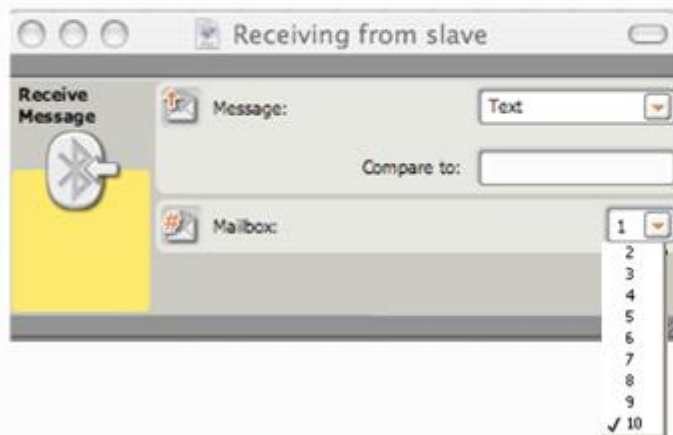 Receiving from slave
Receive
Message
Message:
Text
Compare to:
# Mailbox:
1
2
3
4
5
6
7
8
9
✓ 10